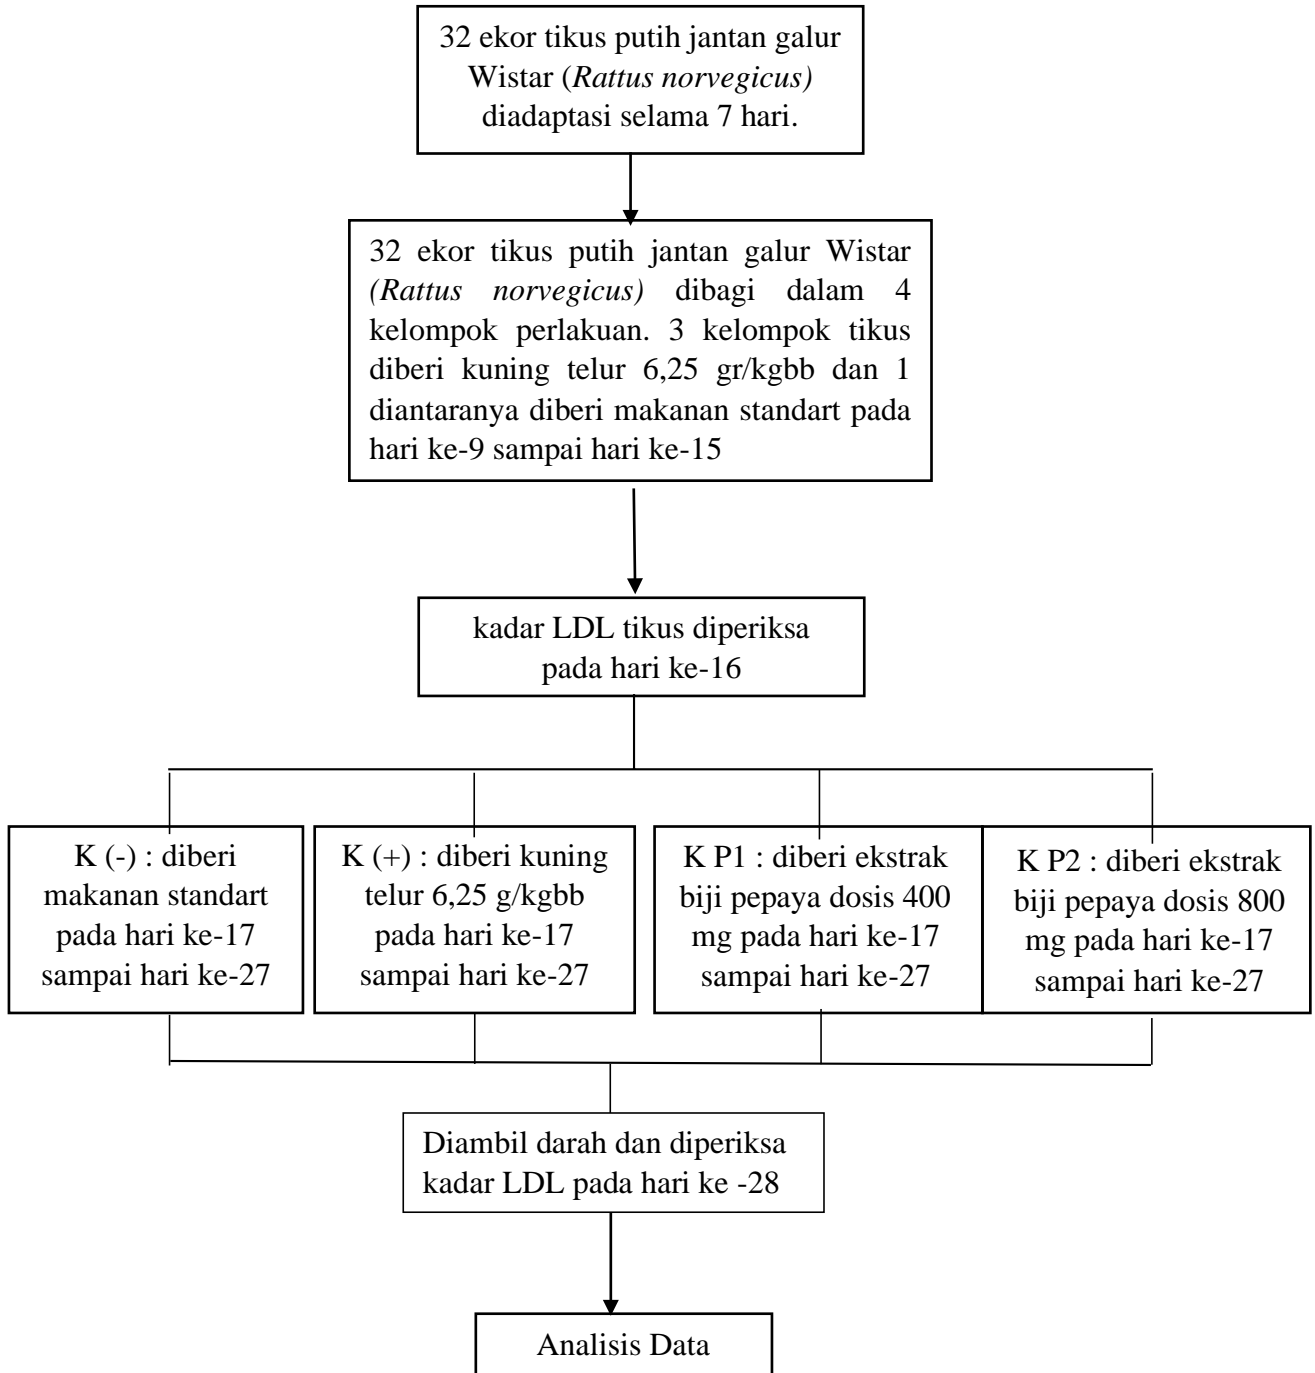 32 ekor tikus putih jantan galur
Wistar (Rattus norvegicus)
diadaptasi selama 7 hari.
32 ekor tikus putih jantan galur Wistar
(Rattus norvegicus) dibagi dalam 4
kelompok perlakuan. 3 kelompok tikus
diberi kuning telur 6,25 gr/kgbb dan 1
diantaranya diberi makanan standart pada
hari ke-9 sampai hari ke-15
kadar LDL tikus diperiksa
pada hari ke-16
K (-) : diberi
makanan standart
pada hari ke-17
sampai hari ke-27
K (+) : diberi kuning
telur 6,25 g/kgbb
pada hari ke-17
sampai hari ke-27
K P1 : diberi ekstrak
biji pepaya dosis 400
mg pada hari ke-17
sampai hari ke-27
K P2 : diberi ekstrak
biji pepaya dosis 800
mg pada hari ke-17
sampai hari ke-27
Diambil darah dan diperiksa
kadar LDL pada hari ke -28
Analisis Data